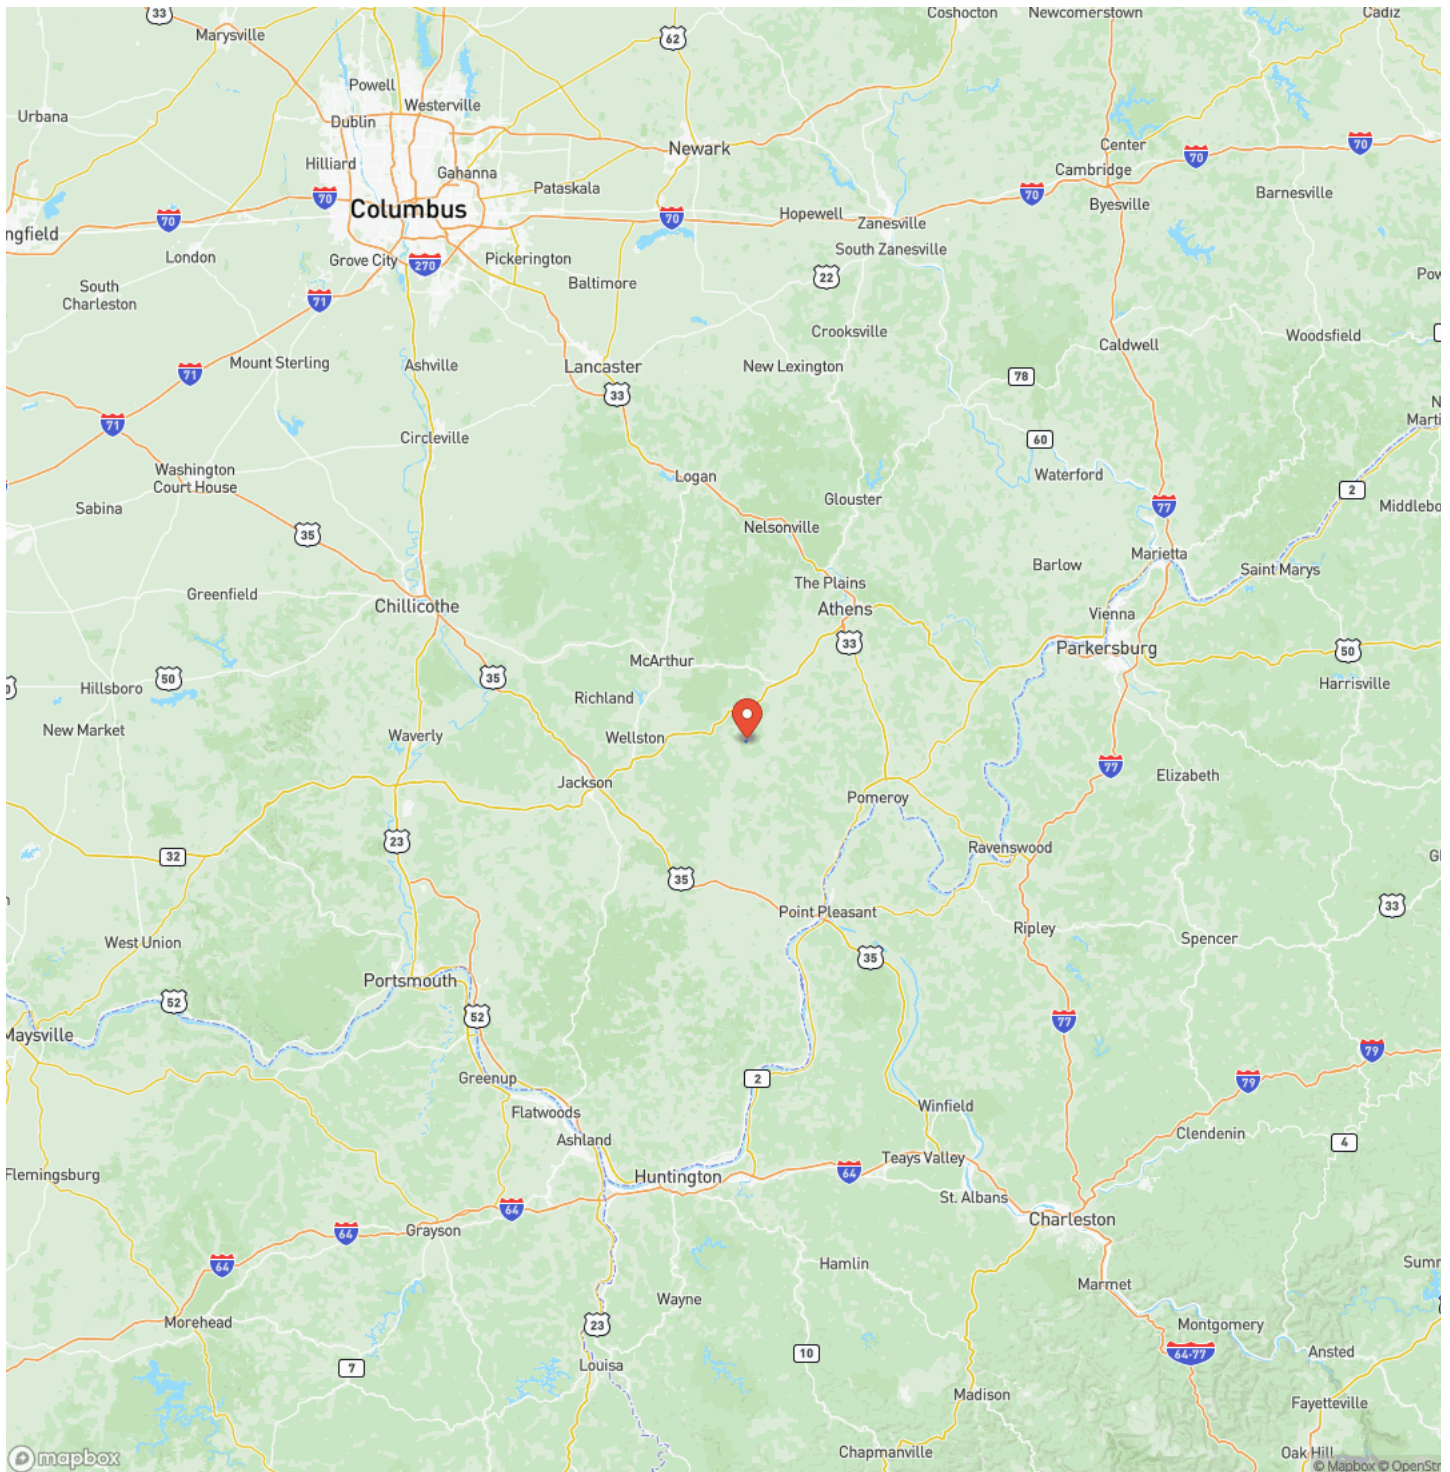 33
Marysville
62
Coshocton
Newcomerstown
Cadiz
Powell
Westerville
Urbana
Dublin
Hilliard
Gahanna
Newark
Center
70
70
Cambridge
Pataskala
70
70
Columbus
70
70
Hopewell
Byesville
Barnesville
ngfield
Zanesville
London
Grove City
270
Pickerington
South Zanesville
South
Charleston
71
Baltimore
22
Pow
Crooksville
Woodsfield
Caldwell
Mount Sterling
Ashville
Lancaster
New Lexington
71
33
78
N
Marti
71
Circleville
60
Washington
Court House
Logan
Waterford
2
Sabina
Glouster
77
Middlebo
35
Nelsonville
Marietta
Barlow
Saint Marys
The Plains
Greenfield
Chillicothe
Athens
Vienna
33
Parkersburg
50
McArthur
50
35
Hillsboro
Richland
Harrisville
New Market
Waverly
Wellston
77
Elizabeth
Jackson
Pomeroy
23
Ravenswood
32
Gl
35
33
Point Pleasant
Ripley
West Union
Spencer
35
Portsmouth
52
52
77
Maysville
79
Greenup
2
79
Flatwoods
Winfield
Ashland
Clendenin
4
Teays Valley
Flemingsburg
Huntington
64
St. Albans
64
Charleston
Grayson
64
64
Hamlin
Summ
Marmet
Wayne
Morehead
23
Montgomery
10
64-77
Ansted
7
Louisa
Madison
Fayetteville
Chapmanville
Oak Hill
mapbox
© Mapbox © OpenStr